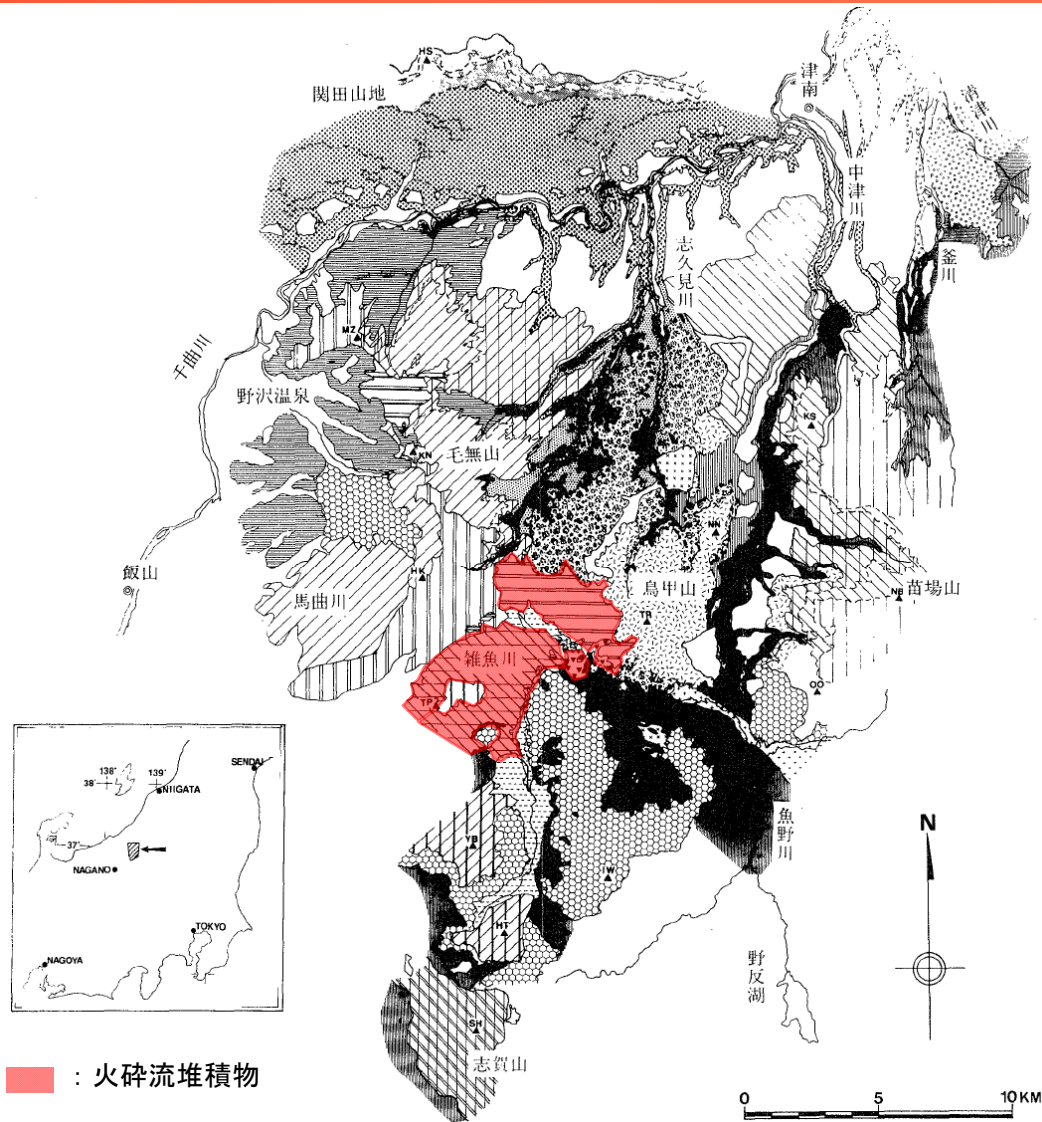 HS
関田山地
津南
清津川
中津川
釜川
志久見川
千曲川
MZ
野沢温泉
KN
毛無山
KS
NN
飯山
馬曲川
HK
鳥甲山
TB
NB
苗場山
雑魚川
TP
OO
YB
IW
HT
魚野川
野反湖
SH
志賀山
N
138°
139°
38°
37°
SENDAI
NIIGATA
NAGANO
TOKYO
NAGOYA
：火砕流堆積物
0 5 10 KM